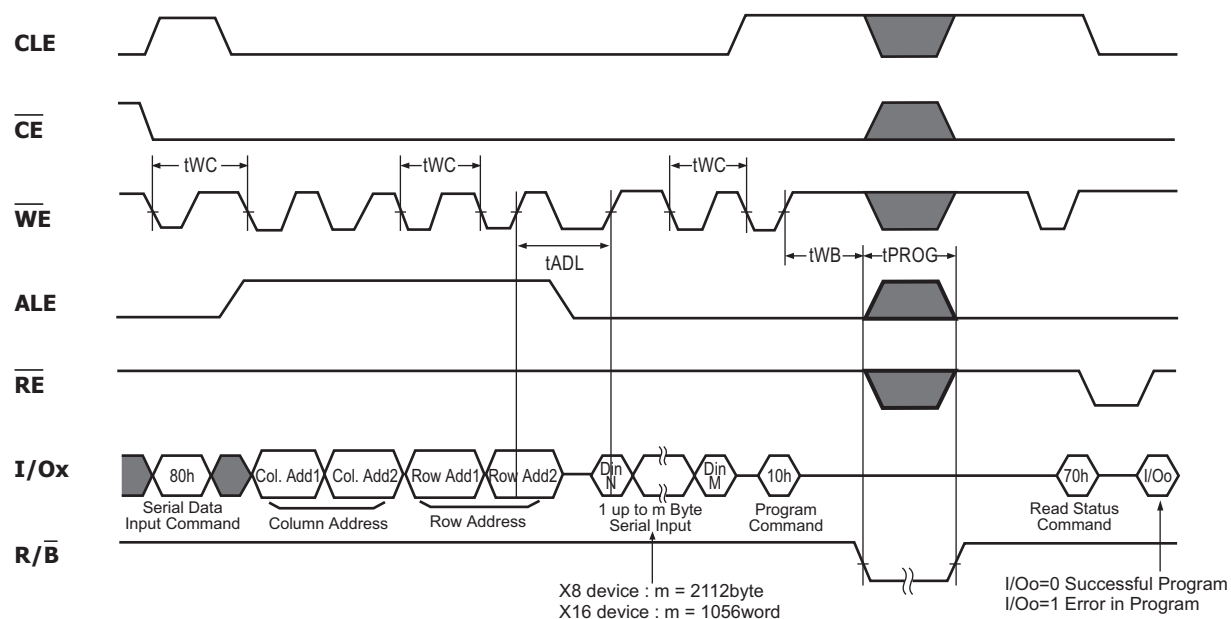 CLE
CE
tWC
tWC
tWC
WE
tWB
tPROG
tADL
ALE
RE
I/Ox
80h
Col. Add1
Col. Add2
Row Add1
Row Add2
Din N
Din M
10h
70h
I/Oo
Serial Data
Input Command
Column Address
Row Address
1 up to m Byte
Serial Input
Program
Command
Read Status
Command
R/B
X8 device : m = 2112byte
X16 device : m = 1056word
I/Oo=0 Successful Program
I/Oo=1 Error in Program